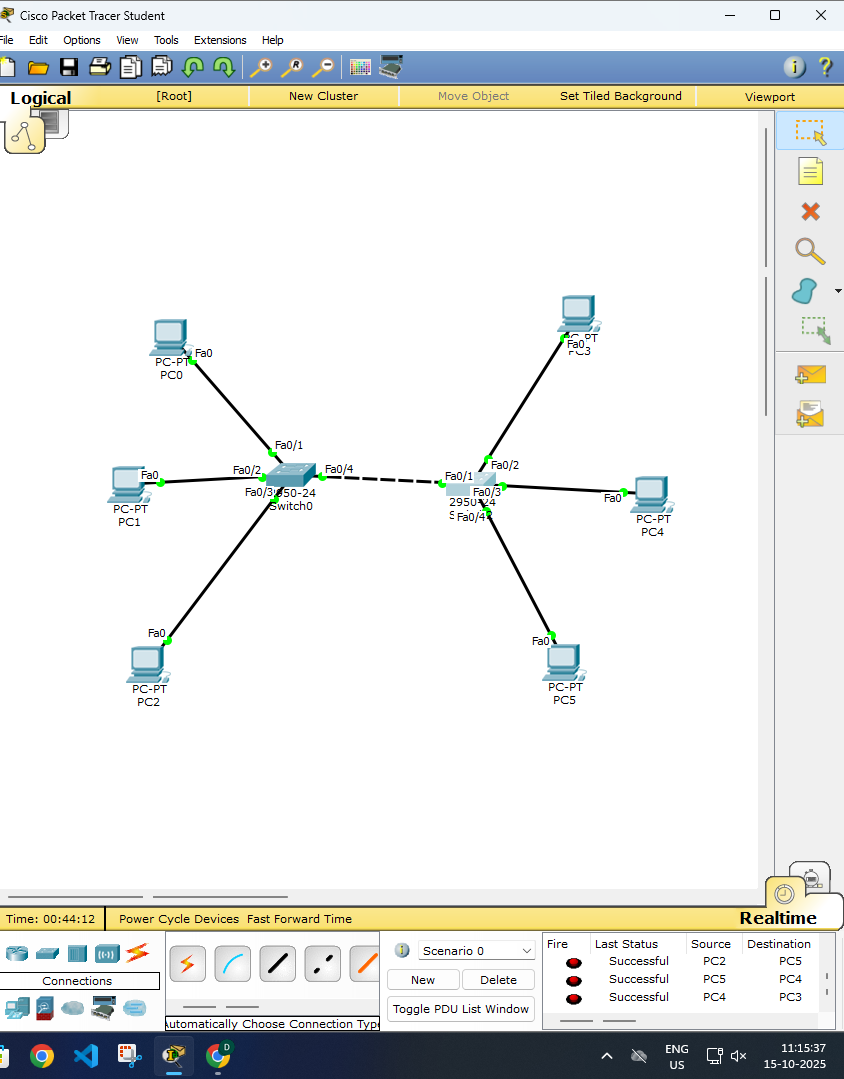 Cisco Packet Tracer Student
File Edit Options View Tools Extensions Help
Logical [Root] New Cluster Move Object Set Tiled Background Viewport
PC-PT
PC0
Fa0
PC-PT
PC3
Fa0
Fa0/1
Fa0/2
Fa0/3
Fa0/4
2950-24
Switch0
Fa0
PC-PT
PC1
Fa0/1
Fa0/2
Fa0/3
Fa0/4
2950-24
Fa0
PC-PT
PC4
Fa0
PC-PT
PC2
Fa0
PC-PT
PC5
Time: 00:44:12 Power Cycle Devices Fast Forward Time Realtime
Connections
Automatically Choose Connection Type
Scenario 0
New Delete
Toggle PDU List Window
Fire Last Status Source Destination
Successful PC2 PC5
Successful PC5 PC4
Successful PC4 PC3
D
ENG
US
11:15:37
15-10-2025